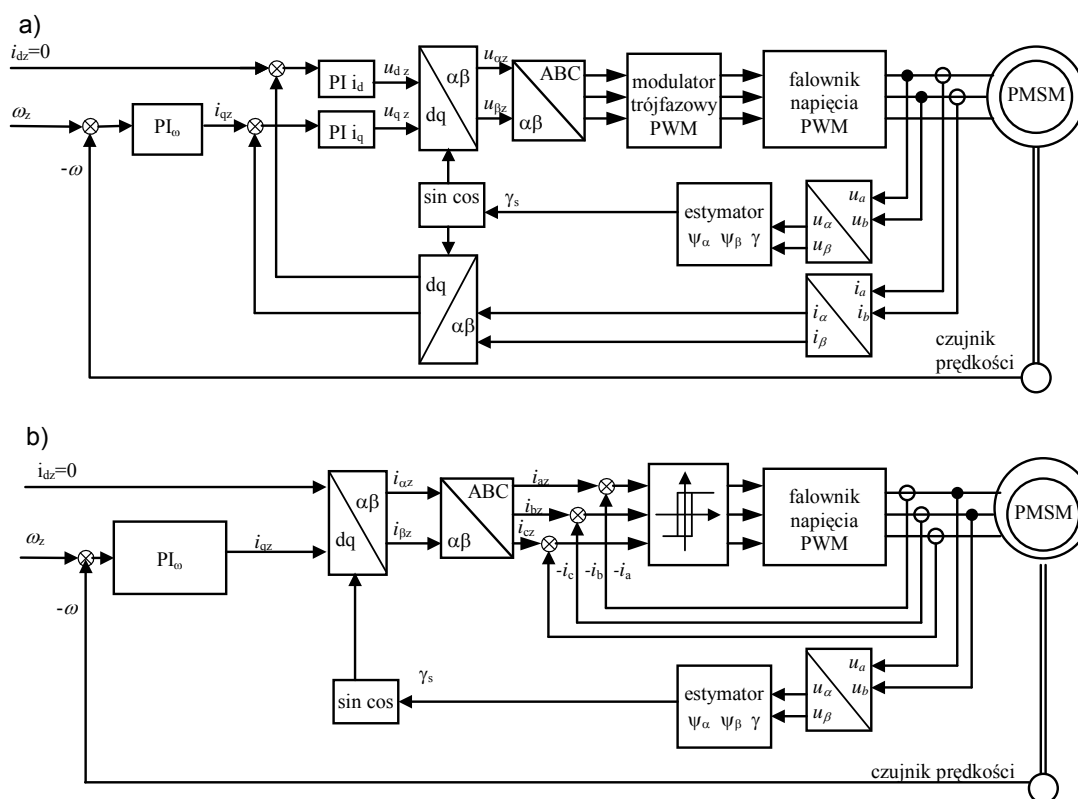 a)
i_dz=0
ω_z
-ω
PI_ω
i_qz
PI i_d
PI i_q
u_d z
u_q z
αβ
dq
u_αz
u_βz
ABC
αβ
modulator
trójfazowy
PWM
falownik
napięcia
PWM
PMSM
sin cos
γ_s
estymator
ψ_α ψ_β γ
u_a
u_α u_b
u_β
dq
αβ
i_a
i_α i_b
i_β
czujnik
prędkości
b)
i_dz=0
ω_z
-ω
PI_ω
i_qz
αβ
dq
i_αz
i_βz
ABC
αβ
i_az
i_bz
i_cz
-i_c -i_b -i_a
falownik
napięcia
PWM
PMSM
sin cos
γ_s
estymator
ψ_α ψ_β γ
u_a
u_α u_b
u_β
czujnik prędkości